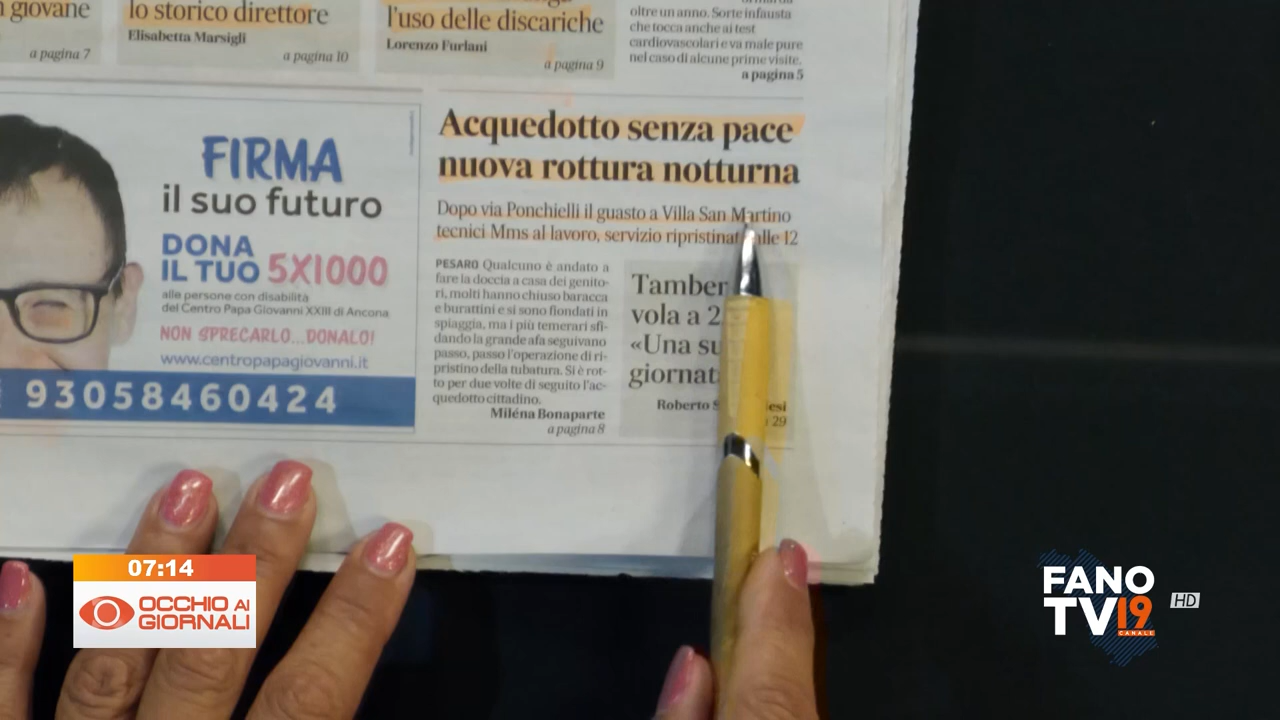 giovane
a pagina 7
lo storico direttore
Elisabetta Marsigli
a pagina 10
l'uso delle discariche
Lorenzo Furlani
a pagina 9
oltre un anno. Sorte infausta
che tocca anche ai test
cardiovascolari e va male pure
nel caso di alcune prime visite.
a pagina 5
FIRMA
il suo futuro
DONA
IL TUO 5X1000
alle persone con disabilità
del Centro Papa Giovanni XXIII di Ancona
NON SPRECARLO...DONALO!
www.centropapagiovanni.it
93058460424
Acquedotto senza pace
nuova rottura notturna
Dopo via Ponchielli il guasto a Villa San Martino
tecnici Mms al lavoro, servizio ripristinat alle 12
PESARO Qualcuno è andato a
fare la doccia a casa dei genito-
ri, molti hanno chiuso baracca
e burattini e si sono fiondati in
spiaggia, ma i più temerari sfi-
dando la grande afa seguivano
passo, passo l'operazione di ri-
pristino della tubatura. Si è rot-
to per due volte di seguito l'ac-
quedotto cittadino.
Miléna Bonaparte
a pagina 8
Tamber
vola a 2
«Una su
giornat
Roberto S
29
07:14
OCCHIO AI
GIORNALI
FANO
TV19
CANALE
HD